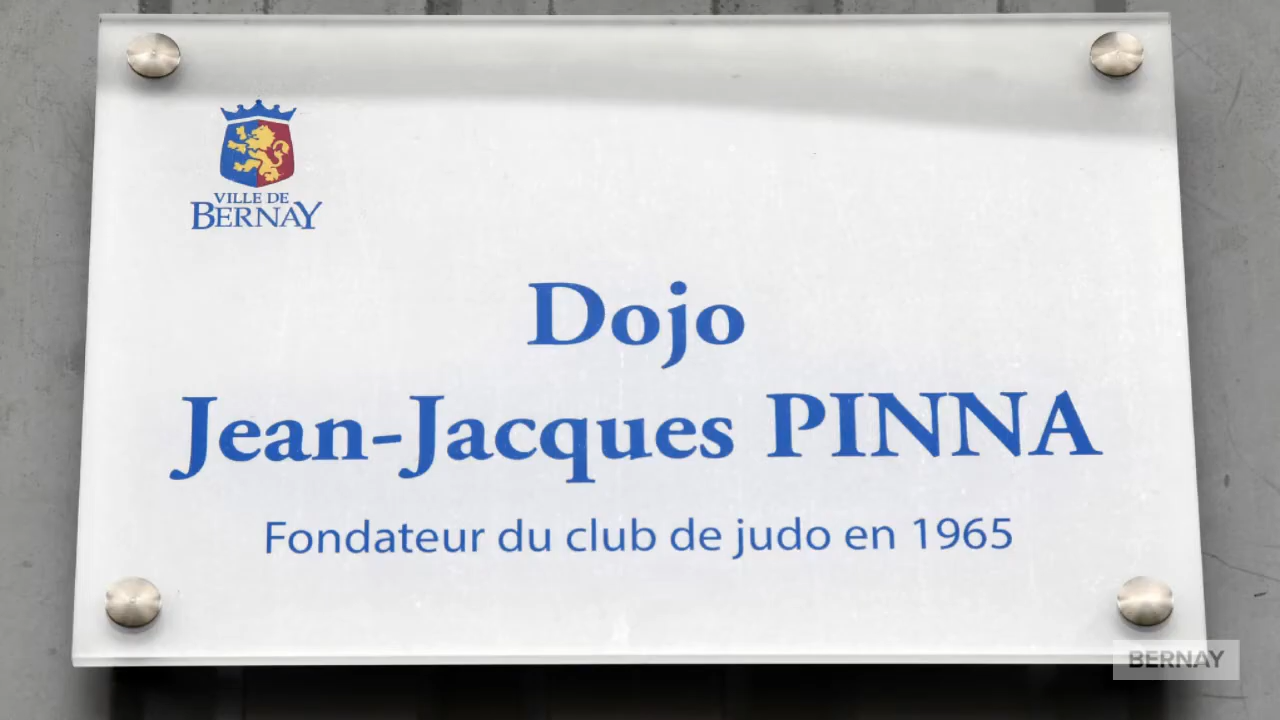 VILLE DE
BERNAY
Dojo
Jean-Jacques PINNA
Fondateur du club de judo en 1965
BERNAY